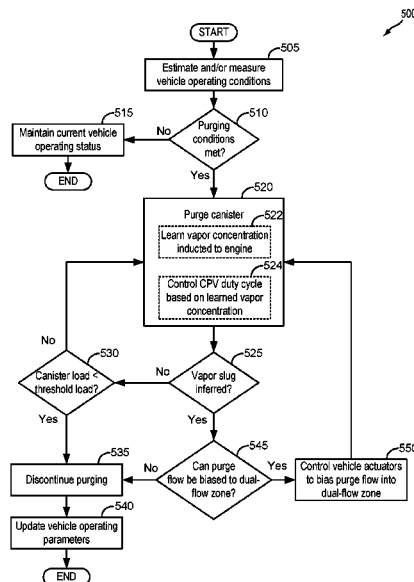 500
START
505
Estimate and/or measure
vehicle operating conditions
510
Purging
conditions
met?
No
515
Maintain current vehicle
operating status
END
Yes
520
Purge canister
522
Learn vapor concentration
inducted to engine
524
Control CPV duty cycle
based on learned vapor
concentration
525
Vapor slug
inferred?
No
530
Canister load <
threshold load?
No
Yes
Yes
535
Discontinue purging
540
Update vehicle operating
parameters
END
545
Can purge
flow be biased to dual-
flow zone?
No
Yes
550
Control vehicle actuators
to bias purge flow into
dual-flow zone